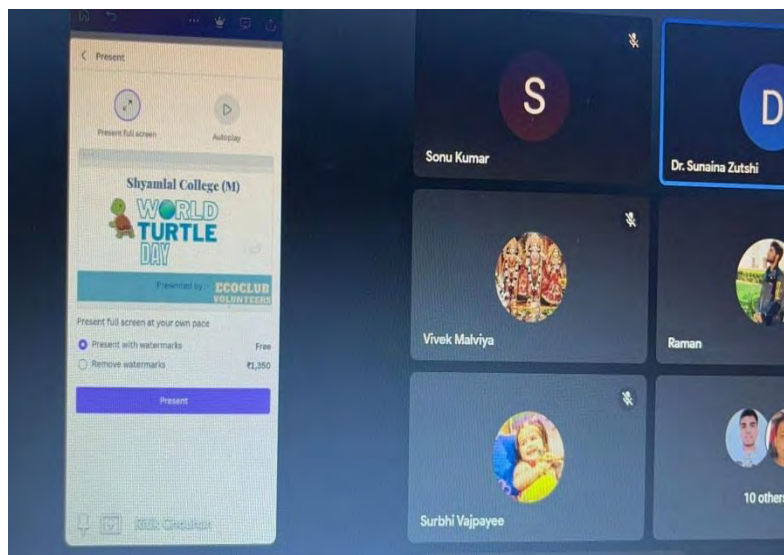 Present
Present full screen
Autoplay
Shyamlal College (M)
WORLD
TURTLE
DAY
Presented by
ECOCLUB
VOLUNTEERS
Present full screen at your own pace
Present with watermarks Free
Remove watermarks ₹1,350
Present
S
Sonu Kumar
D
Dr. Sunaina Zutshi
Vivek Malviya
Raman
Surbhi Vajpayee
10 others